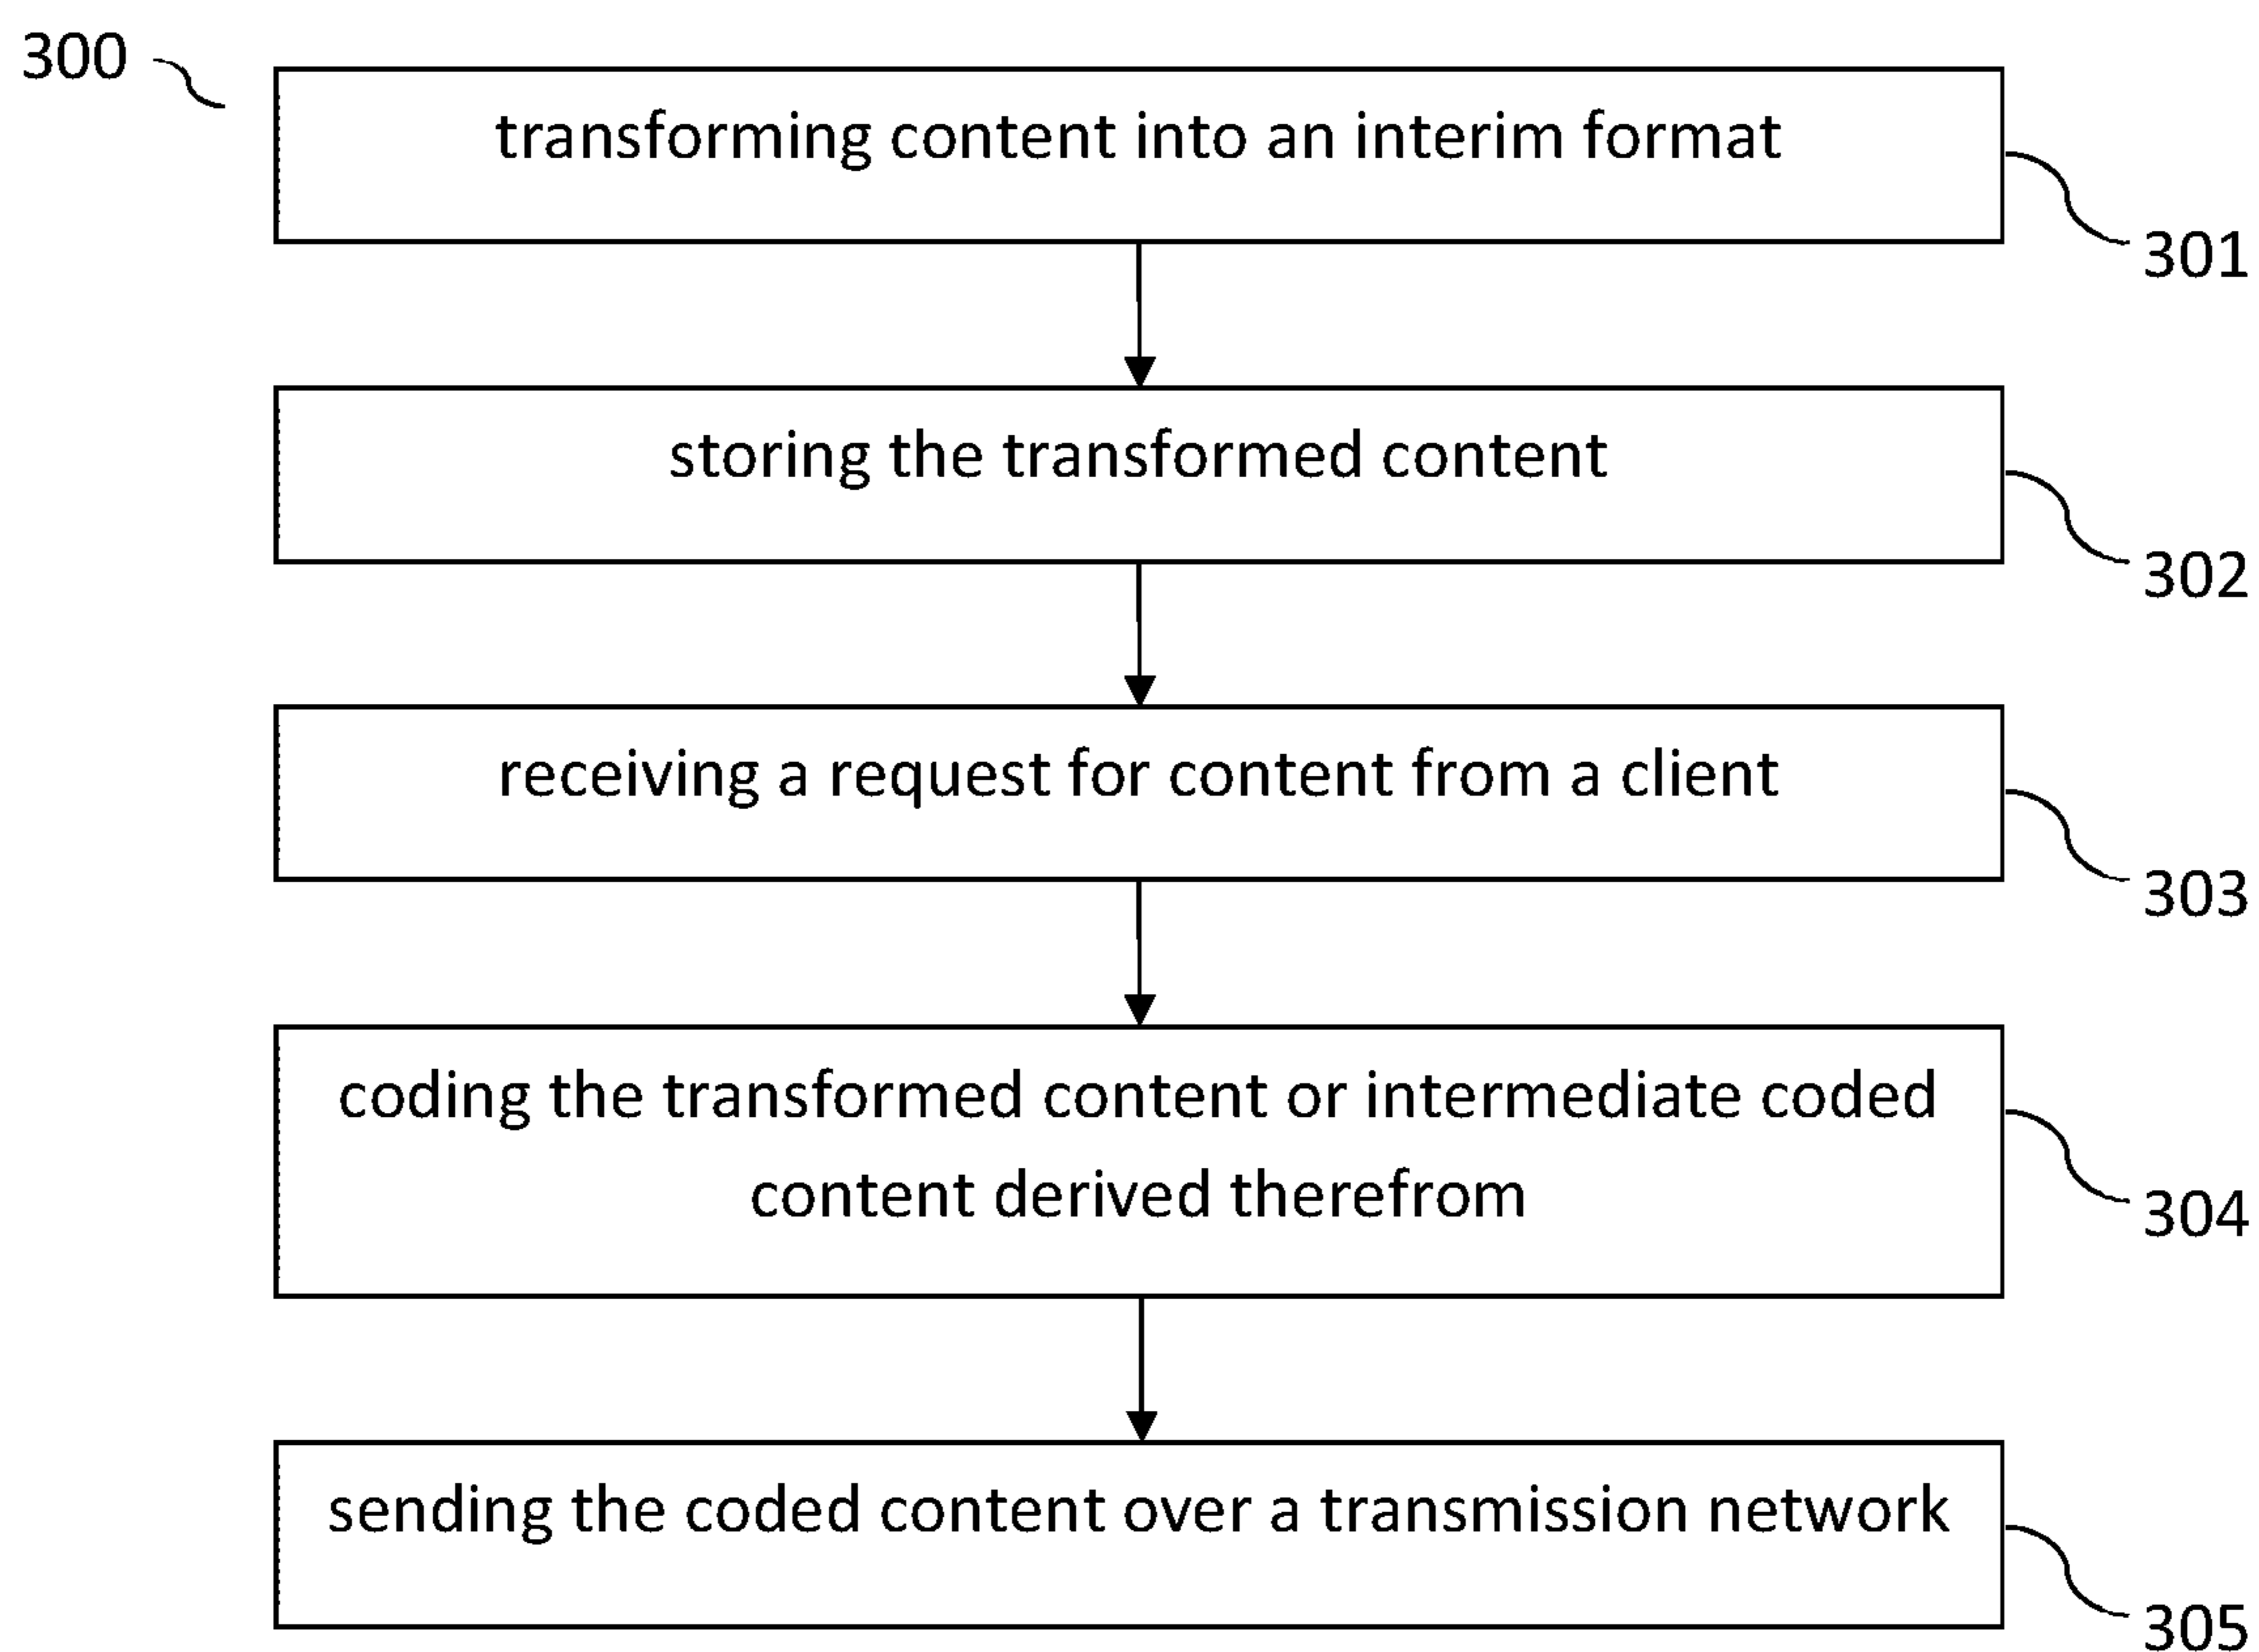 300
transforming content into an interim format
301
storing the transformed content
302
receiving a request for content from a client
303
coding the transformed content or intermediate coded
content derived therefrom
304
sending the coded content over a transmission network
305